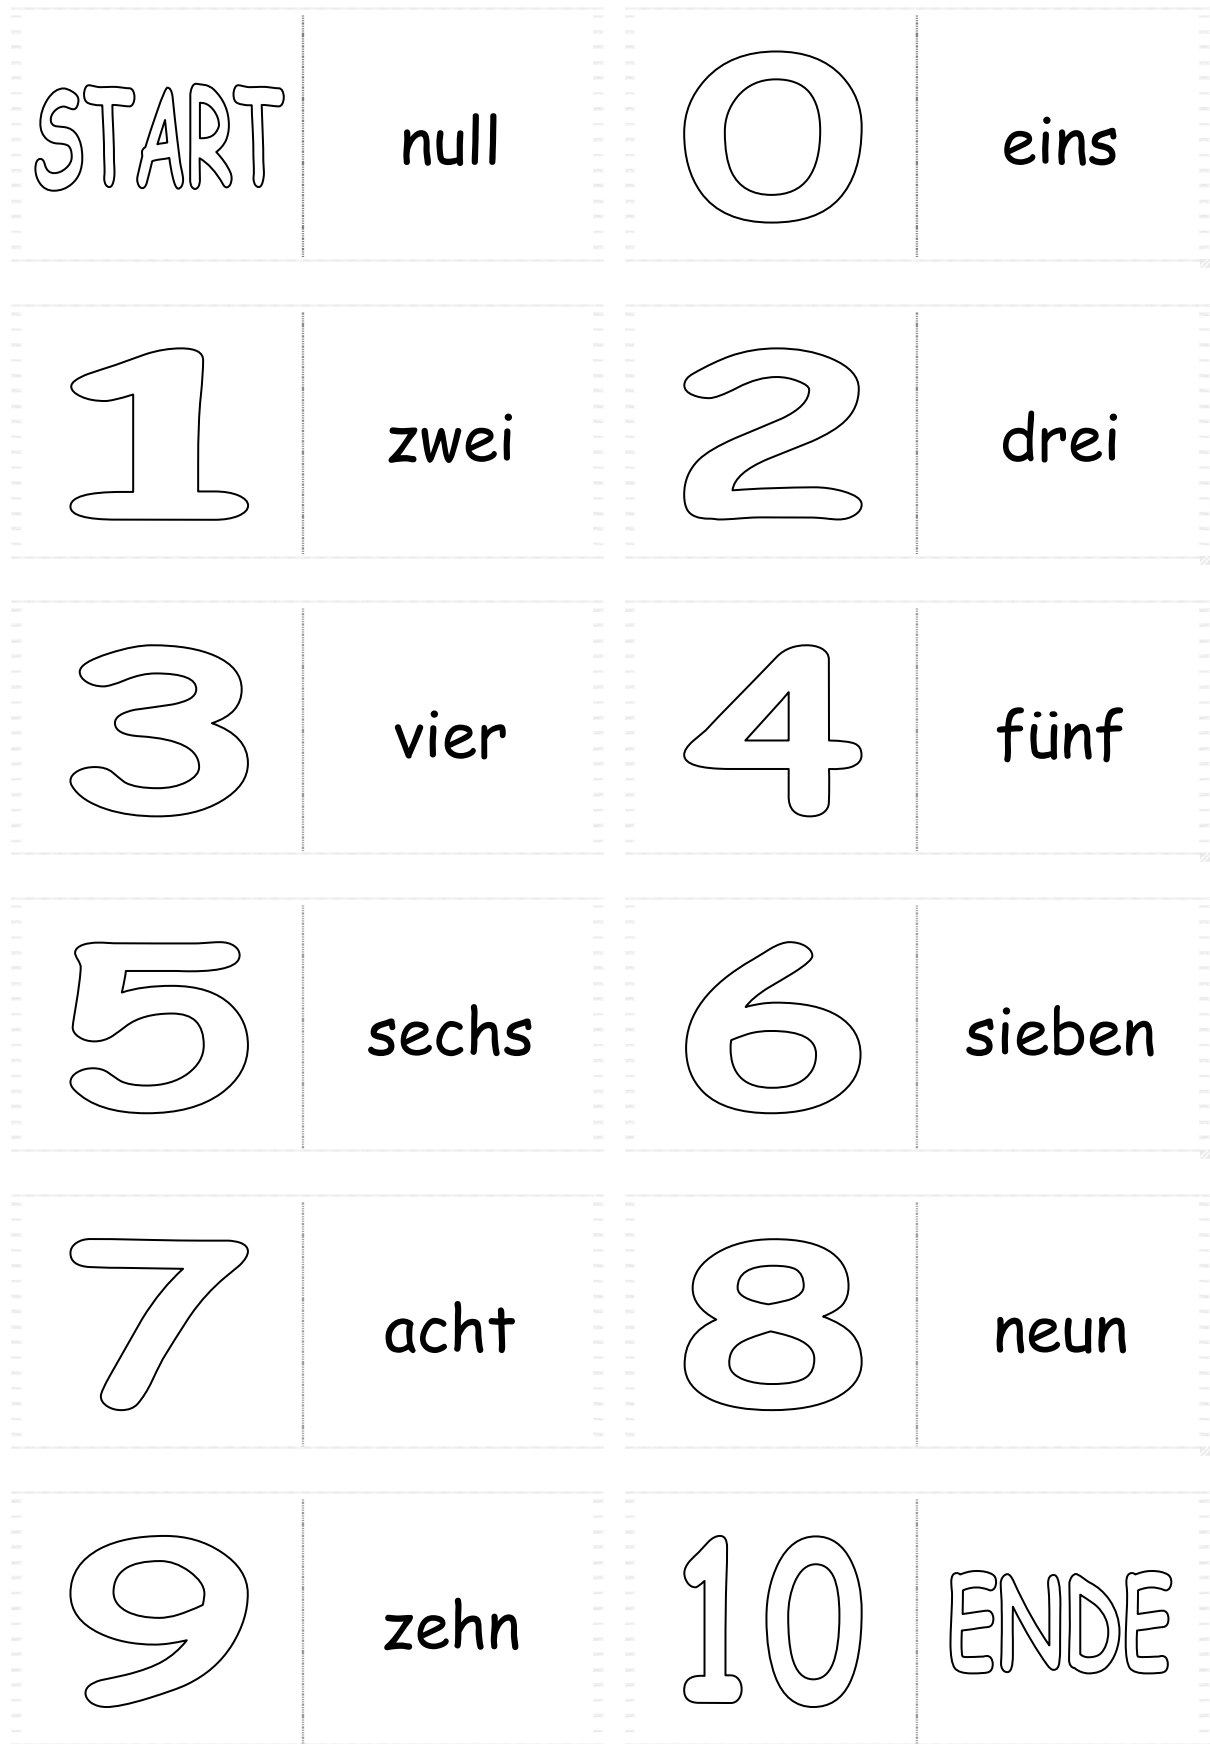 START null 0 eins
1 zwei 2 drei
3 vier 4 fünf
5 sechs 6 sieben
7 acht 8 neun
9 zehn 10 ENDE